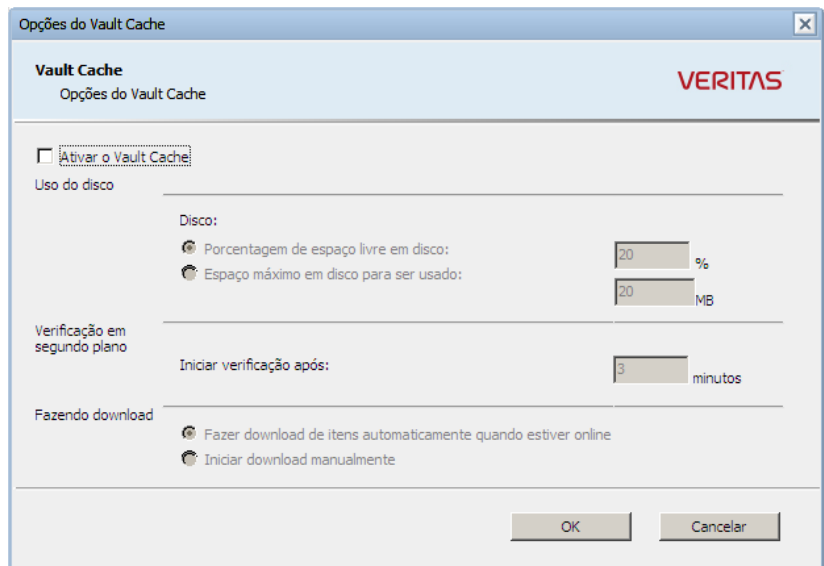 Opções do Vault Cache
Vault Cache
Opções do Vault Cache
VERITAS
Ativar o Vault Cache
Uso do disco
Disco:
Porcentagem de espaço livre em disco:
20 %
Espaço máximo em disco para ser usado:
20 MB
Verificação em
segundo plano
Iniciar verificação após:
3 minutos
Fazendo download
Fazer download de itens automaticamente quando estiver online
Iniciar download manualmente
OK
Cancelar